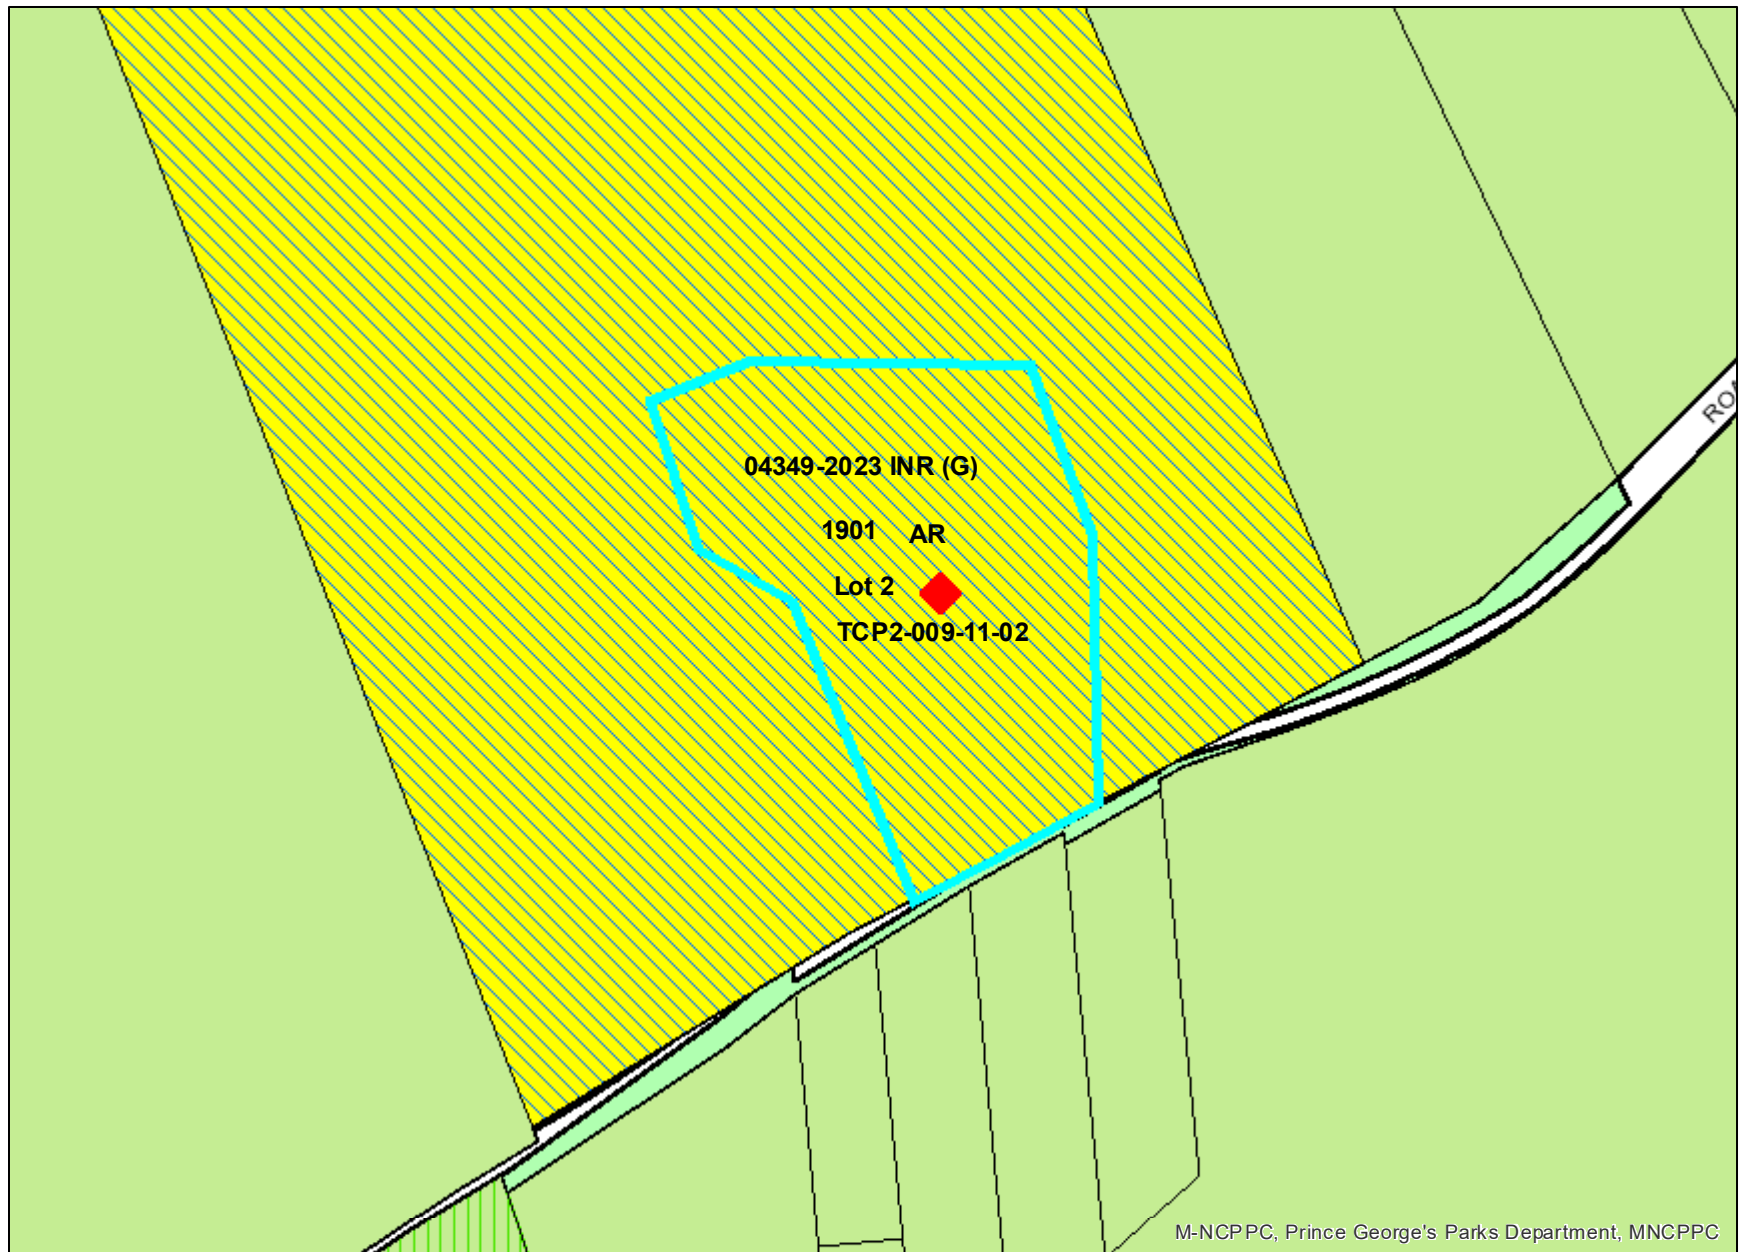 04349-2023 INR (G)
1901 AR
Lot 2
TCP2-009-11-02
M-NCPPC, Prince George's Parks Department, MNCPPC